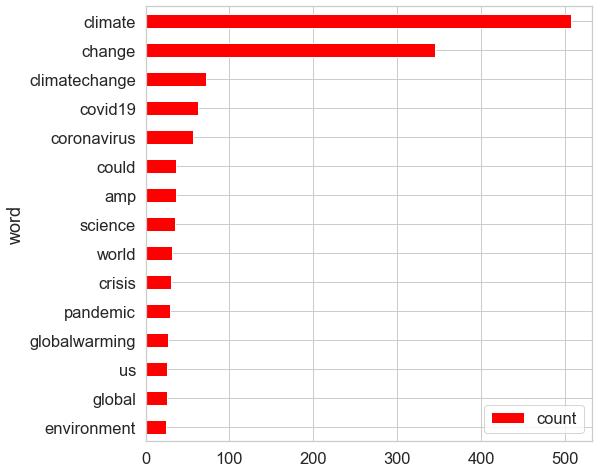 word
climate
change
climatechange
covid19
coronavirus
could
amp
science
world
crisis
pandemic
globalwarming
us
global
environment
count
0 100 200 300 400 500